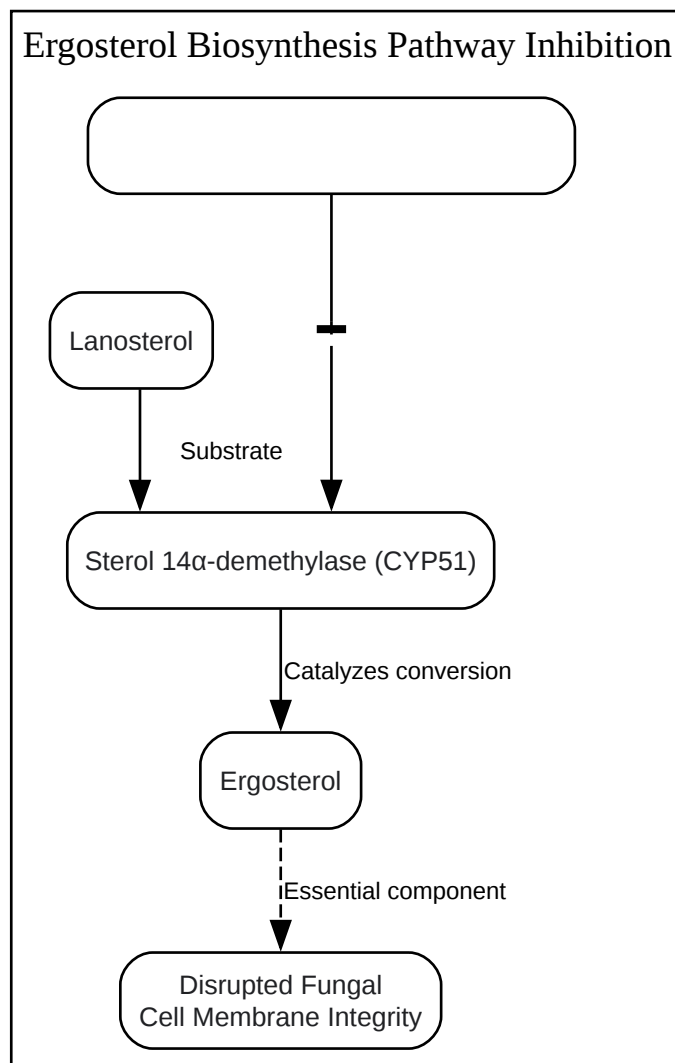 Ergosterol Biosynthesis Pathway Inhibition
Lanosterol
Substrate
Sterol 14α-demethylase (CYP51)
Catalyzes conversion
Ergosterol
Essential component
Disrupted Fungal
Cell Membrane Integrity